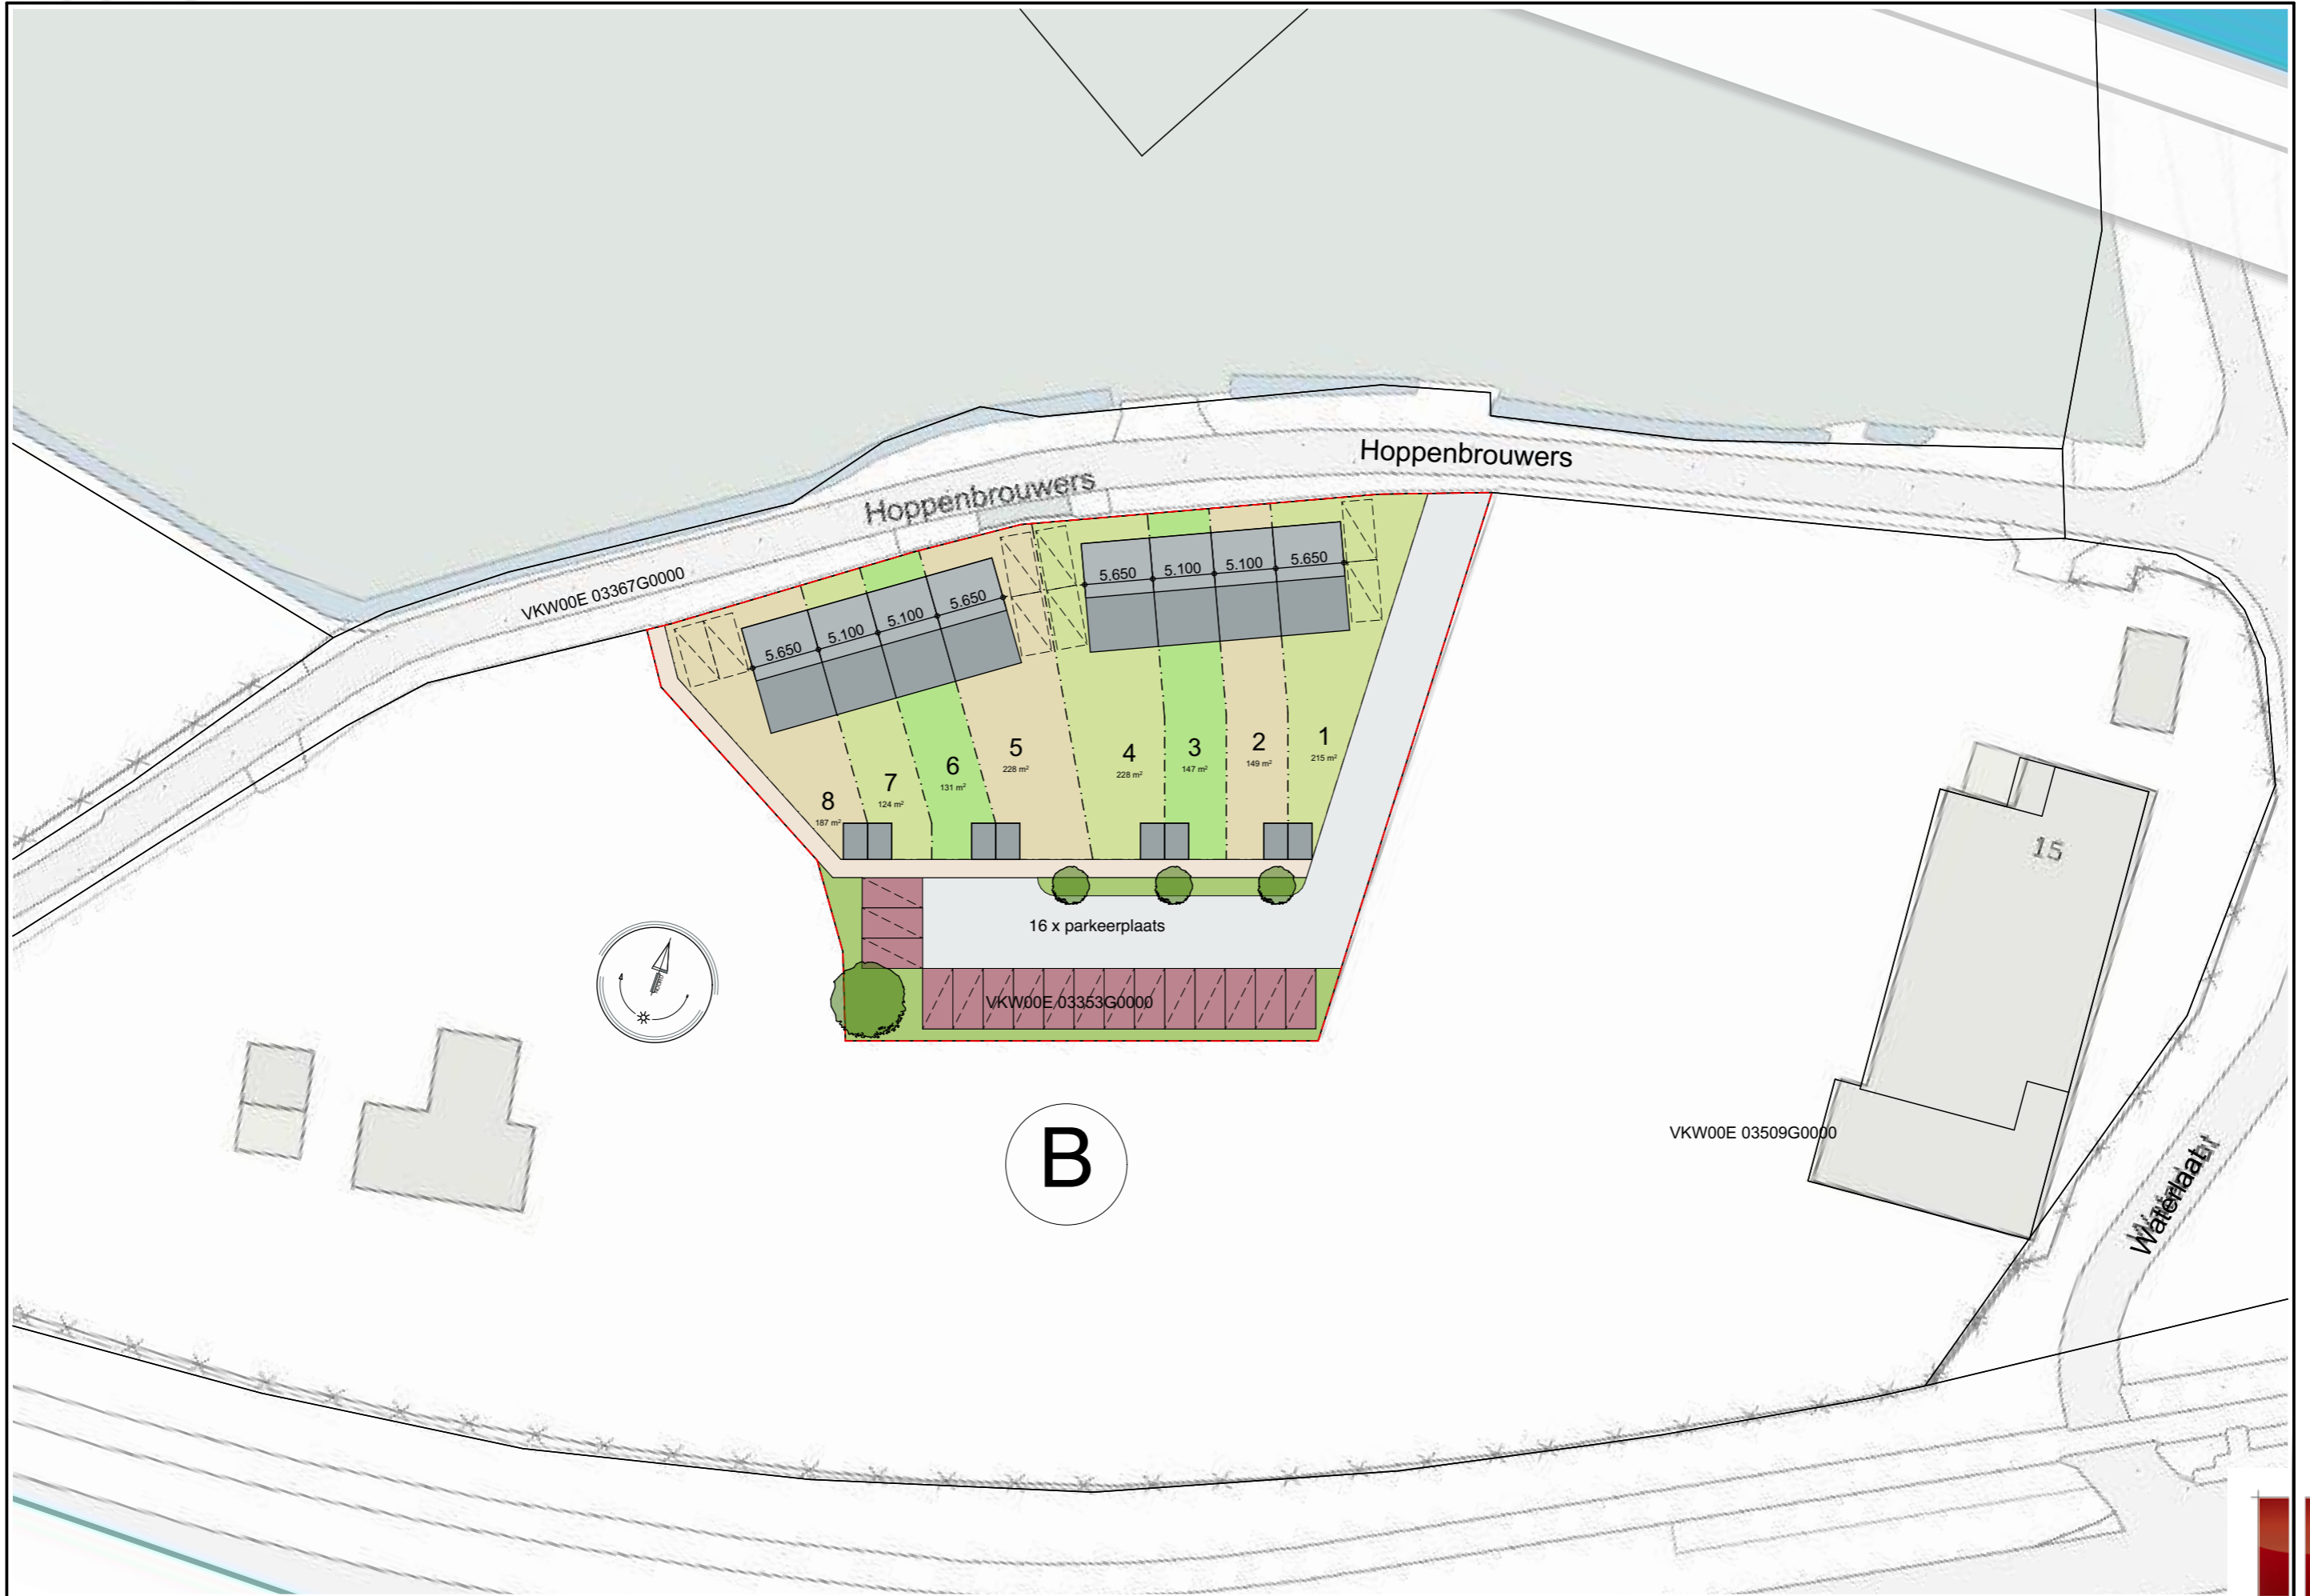 Hoppenbrouwers
Hoppenbrouwers
VKW00E 03367G0000
5.650
5.100
5.100
5.650
5.650
5.100
5.100
5.650
1
215 m²
2
149 m²
3
147 m²
4
228 m²
5
228 m²
6
131 m²
7
124 m²
8
187 m²
15
16 x parkeerplaats
VKW00E 03353G0000
B
VKW00E 03509G0000
Waterlaat